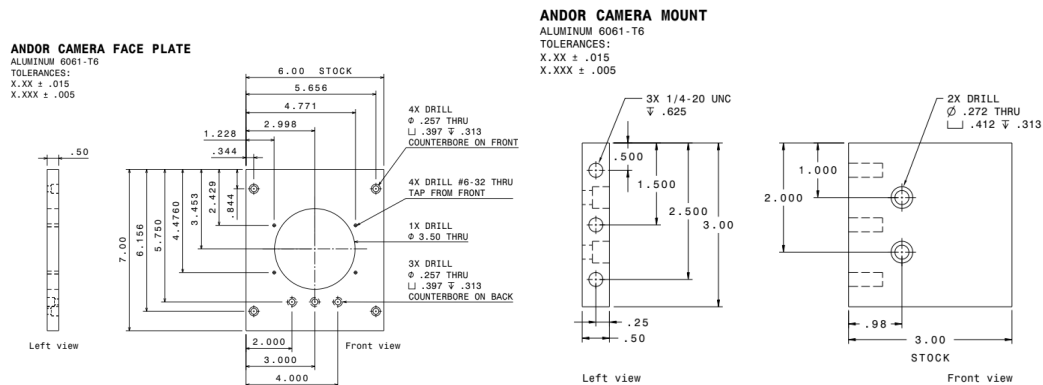 ANDOR CAMERA FACE PLATE
ALUMINUM 6061-T6
TOLERANCES:
X.XX ± .015
X.XXX ± .005
6.00 STOCK
5.656
4.771
2.998
1.228
.344
.50
4X DRILL
Φ .257 THRU
⌴ .397 ↧ .313
COUNTERBORE ON FRONT
4X DRILL #6-32 THRU
TAP FROM FRONT
1X DRILL
Φ 3.50 THRU
3X DRILL
Φ .257 THRU
⌴ .397 ↧ .313
COUNTERBORE ON BACK
7.00
6.156
5.750
4.4760
3.453
2.429
.844
2.000
3.000
4.000
Left view
Front view
ANDOR CAMERA MOUNT
ALUMINUM 6061-T6
TOLERANCES:
X.XX ± .015
X.XXX ± .005
3X 1/4-20 UNC
↧ .625
.500
1.500
2.500
3.00
.25
.50
Left view
2X DRILL
Ø .272 THRU
⌴ .412 ↧ .313
1.000
2.000
.98
3.00
STOCK
Front view